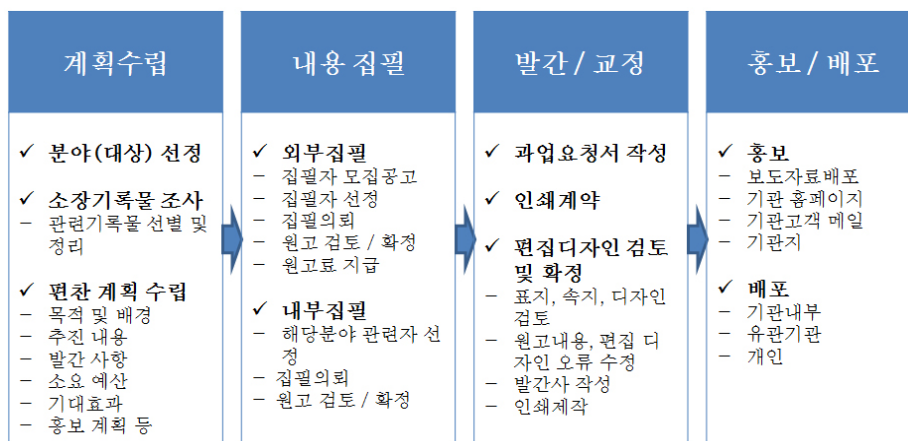 계획수립
✓ 분야(대상) 선정
✓ 소장기록물 조사
– 관련기록물 선별 및
정리
✓ 편찬 계획 수립
– 목적 및 배경
– 추진 내용
– 발간 사항
– 소요 예산
– 기대효과
– 홍보 계획 등
내용 집필
✓ 외부집필
– 집필자 모집공고
– 집필자 선정
– 집필의뢰
– 원고 검토 / 확정
– 원고료 지급
✓ 내부집필
– 해당분야 관련자 선
정
– 집필의뢰
– 원고 검토 / 확정
발간 / 교정
✓ 과업요청서 작성
✓ 인쇄계약
✓ 편집디자인 검토
및 확정
– 표지, 속지, 디자인
검토
– 원고내용, 편집 디
자인 오류 수정
– 발간사 작성
– 인쇄제작
홍보 / 배포
✓ 홍보
– 보도자료배포
– 기관 홈페이지
– 기관고객 메일
– 기관지
✓ 배포
– 기관내부
– 유관기관
– 개인